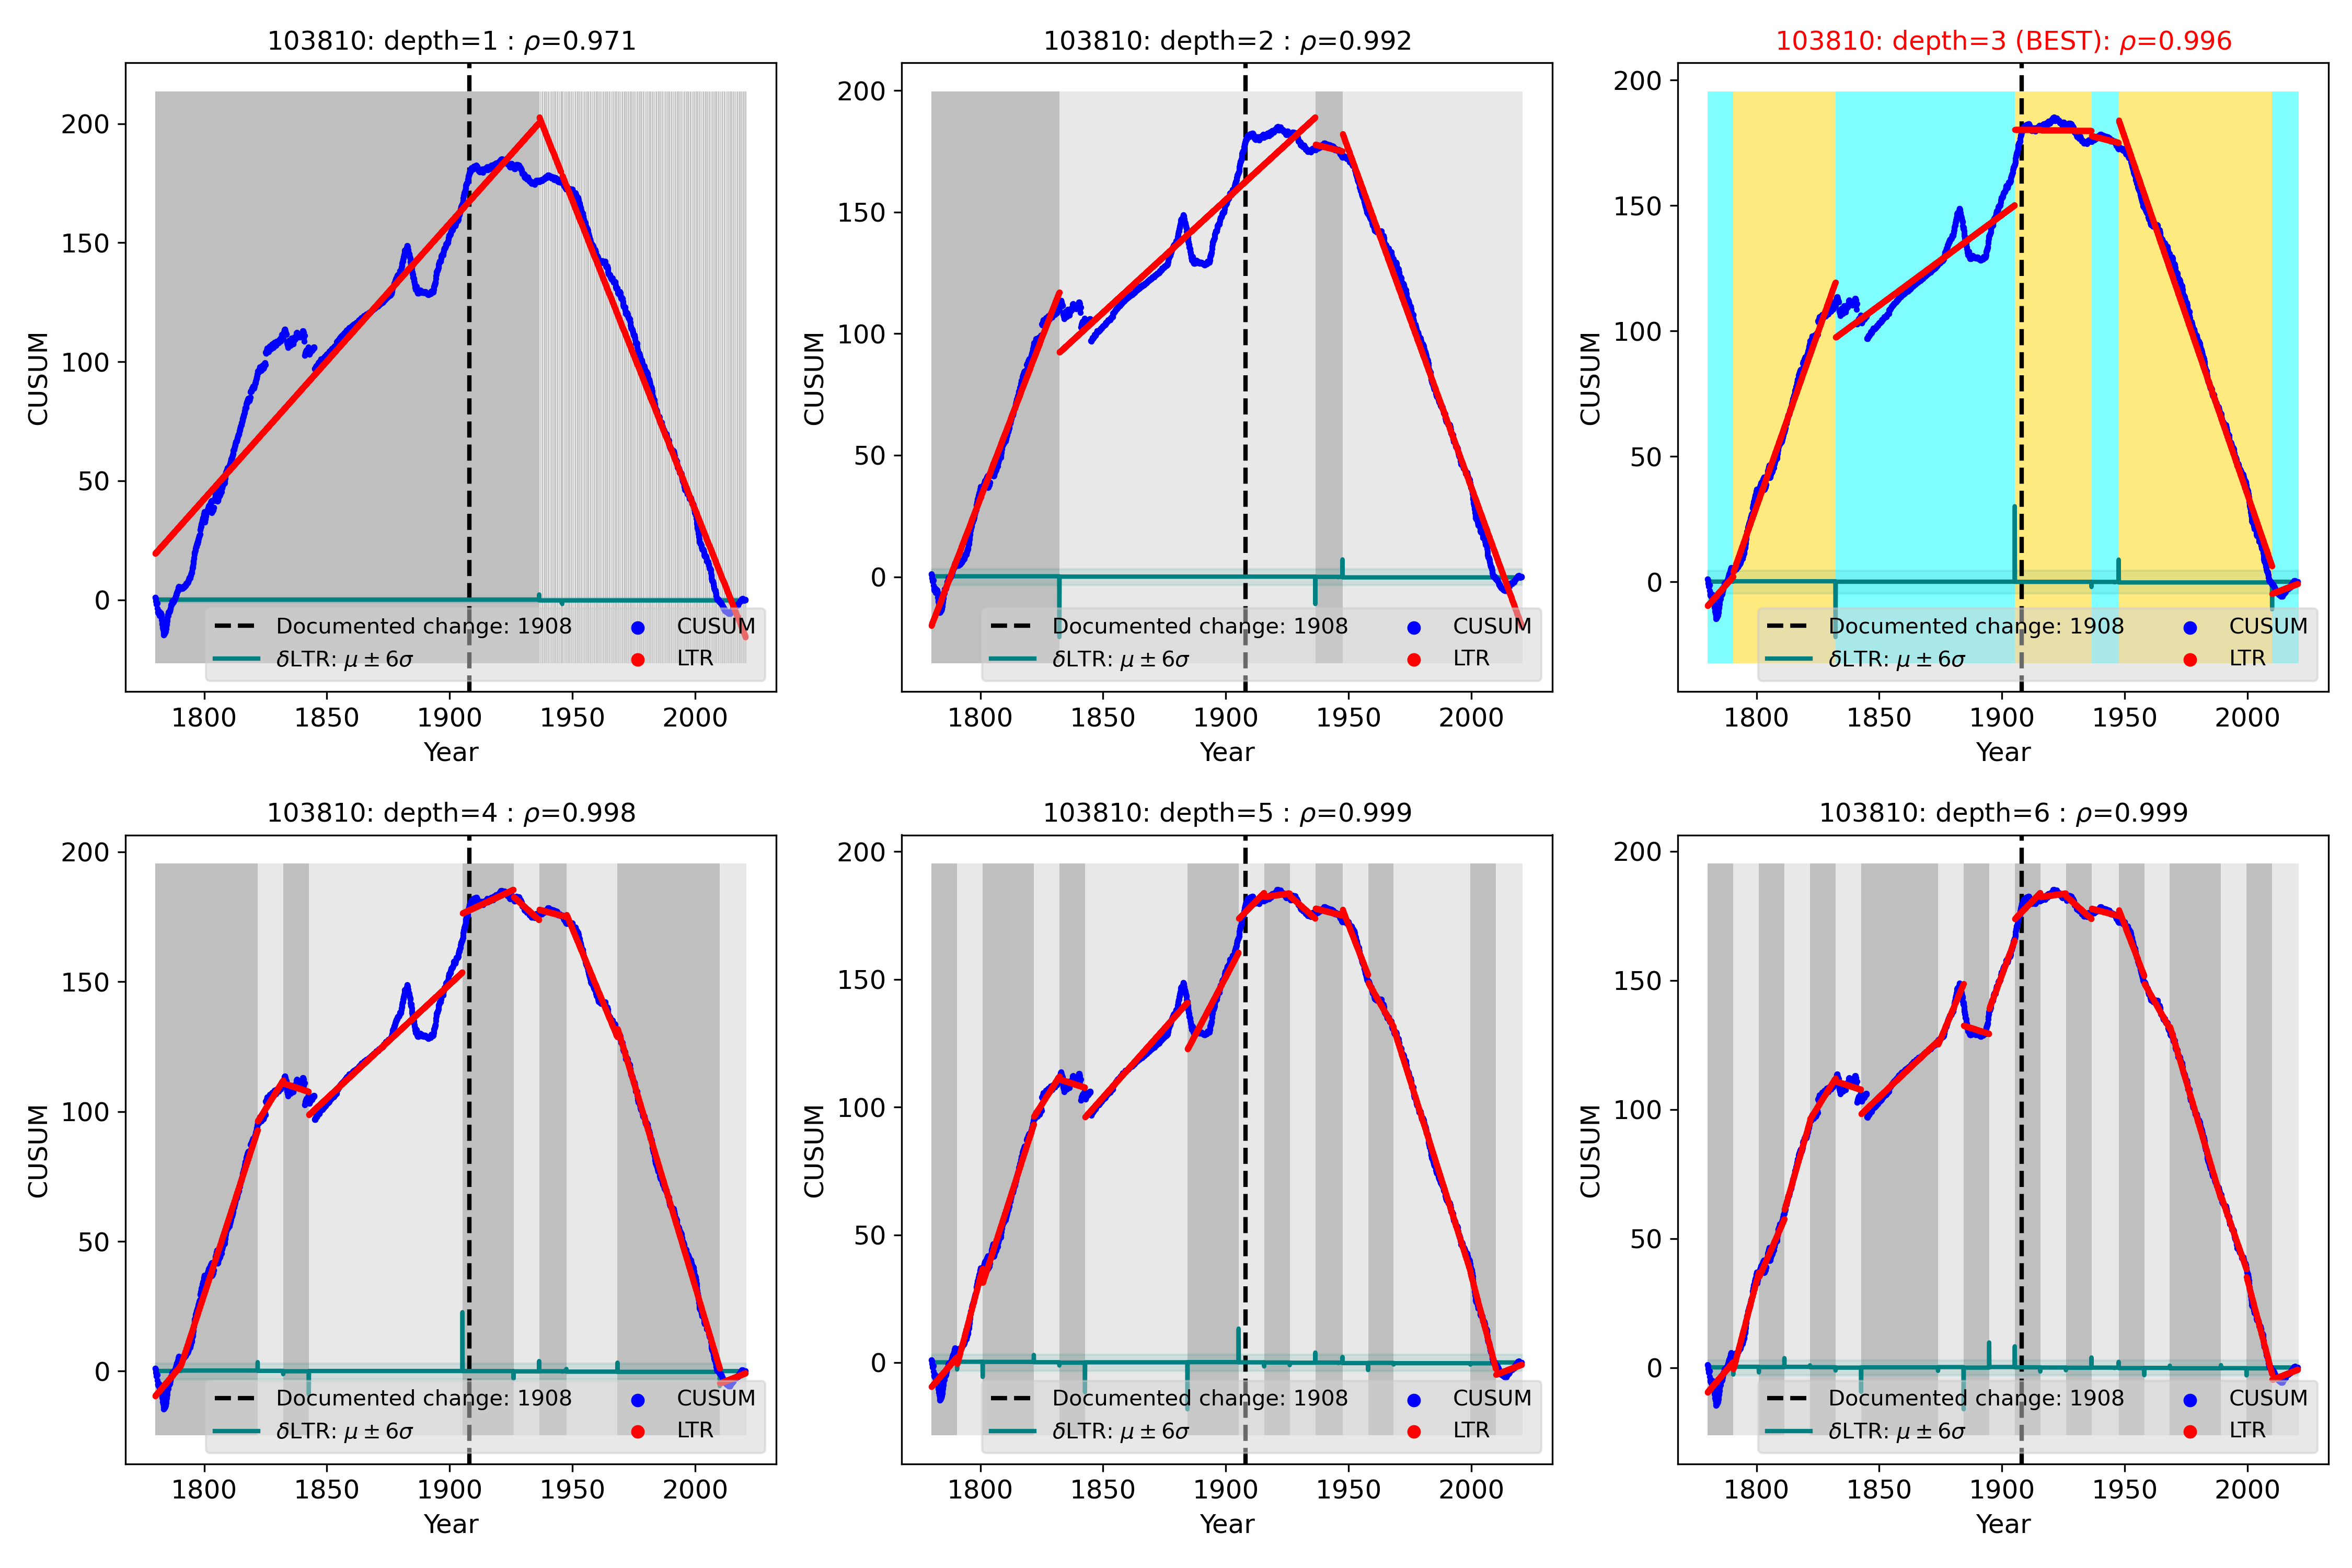 103810: depth=1 : ρ=0.971
103810: depth=2 : ρ=0.992
103810: depth=3 (BEST): ρ=0.996
CUSUM
200
150
100
50
0
Documented change: 1908
CUSUM
δLTR: μ ± 6σ
LTR
1800 1850 1900 1950 2000
Year
CUSUM
200
150
100
50
0
Documented change: 1908
CUSUM
δLTR: μ ± 6σ
LTR
1800 1850 1900 1950 2000
Year
CUSUM
200
150
100
50
0
Documented change: 1908
CUSUM
δLTR: μ ± 6σ
LTR
1800 1850 1900 1950 2000
Year
103810: depth=4 : ρ=0.998
103810: depth=5 : ρ=0.999
103810: depth=6 : ρ=0.999
CUSUM
200
150
100
50
0
Documented change: 1908
CUSUM
δLTR: μ ± 6σ
LTR
1800 1850 1900 1950 2000
Year
CUSUM
200
150
100
50
0
Documented change: 1908
CUSUM
δLTR: μ ± 6σ
LTR
1800 1850 1900 1950 2000
Year
CUSUM
200
150
100
50
0
Documented change: 1908
CUSUM
δLTR: μ ± 6σ
LTR
1800 1850 1900 1950 2000
Year